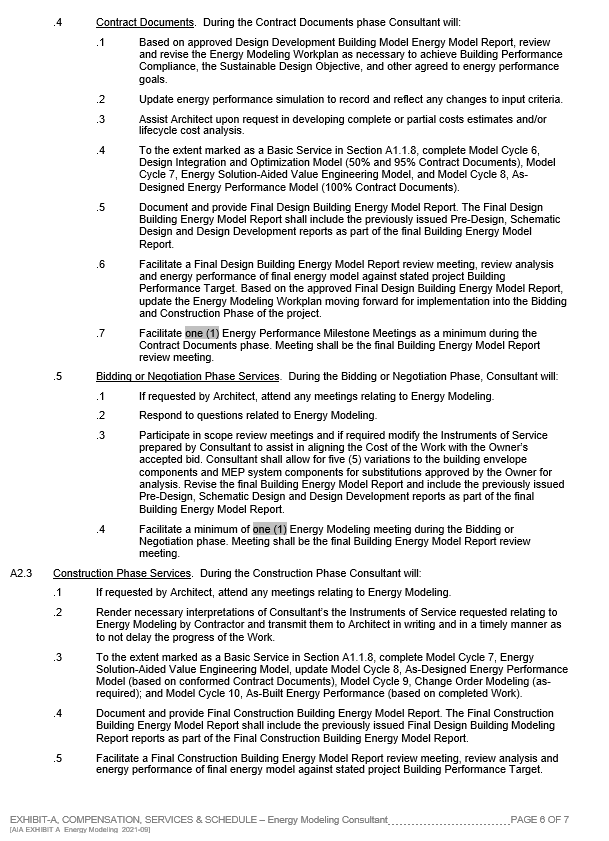 .4 Contract Documents. During the Contract Documents phase Consultant will:
.1 Based on approved Design Development Building Model Energy Model Report, review
and revise the Energy Modeling Workplan as necessary to achieve Building Performance
Compliance, the Sustainable Design Objective, and other agreed to energy performance
goals.
.2 Update energy performance simulation to record and reflect any changes to input criteria.
.3 Assist Architect upon request in developing complete or partial costs estimates and/or
lifecycle cost analysis.
.4 To the extent marked as a Basic Service in Section A1.1.8, complete Model Cycle 6,
Design Integration and Optimization Model (50% and 95% Contract Documents), Model
Cycle 7, Energy Solution-Aided Value Engineering Model, and Model Cycle 8, As-
Designed Energy Performance Model (100% Contract Documents).
.5 Document and provide Final Design Building Energy Model Report. The Final Design
Building Energy Model Report shall include the previously issued Pre-Design, Schematic
Design and Design Development reports as part of the final Building Energy Model
Report.
.6 Facilitate a Final Design Building Energy Model Report review meeting, review analysis
and energy performance of final energy model against stated project Building
Performance Target. Based on the approved Final Design Building Energy Model Report,
update the Energy Modeling Workplan moving forward for implementation into the Bidding
and Construction Phase of the project.
.7 Facilitate one (1) Energy Performance Milestone Meetings as a minimum during the
Contract Documents phase. Meeting shall be the final Building Energy Model Report
review meeting.
.5 Bidding or Negotiation Phase Services. During the Bidding or Negotiation Phase, Consultant will:
.1 If requested by Architect, attend any meetings relating to Energy Modeling.
.2 Respond to questions related to Energy Modeling.
.3 Participate in scope review meetings and if required modify the Instruments of Service
prepared by Consultant to assist in aligning the Cost of the Work with the Owner's
accepted bid. Consultant shall allow for five (5) variations to the building envelope
components and MEP system components for substitutions approved by the Owner for
analysis. Revise the final Building Energy Model Report and include the previously issued
Pre-Design, Schematic Design and Design Development reports as part of the final
Building Energy Model Report.
.4 Facilitate a minimum of one (1) Energy Modeling meeting during the Bidding or
Negotiation phase. Meeting shall be the final Building Energy Model Report review
meeting.
A2.3 Construction Phase Services. During the Construction Phase Consultant will:
.1 If requested by Architect, attend any meetings relating to Energy Modeling.
.2 Render necessary interpretations of Consultant's the Instruments of Service requested relating to
Energy Modeling by Contractor and transmit them to Architect in writing and in a timely manner as
to not delay the progress of the Work.
.3 To the extent marked as a Basic Service in Section A1.1.8, complete Model Cycle 7, Energy
Solution-Aided Value Engineering Model, update Model Cycle 8, As-Designed Energy Performance
Model (based on conformed Contract Documents), Model Cycle 9, Change Order Modeling (as-
required); and Model Cycle 10, As-Built Energy Performance (based on completed Work).
.4 Document and provide Final Construction Building Energy Model Report. The Final Construction
Building Energy Model Report shall include the previously issued Final Design Building Modeling
Report reports as part of the Final Construction Building Energy Model Report.
.5 Facilitate a Final Construction Building Energy Model Report review meeting, review analysis and
energy performance of final energy model against stated project Building Performance Target.
EXHIBIT-A, COMPENSATION, SERVICES & SCHEDULE – Energy Modeling Consultant PAGE 6 OF 7
[AIA EXHIBIT A Energy Modeling 2021-09]